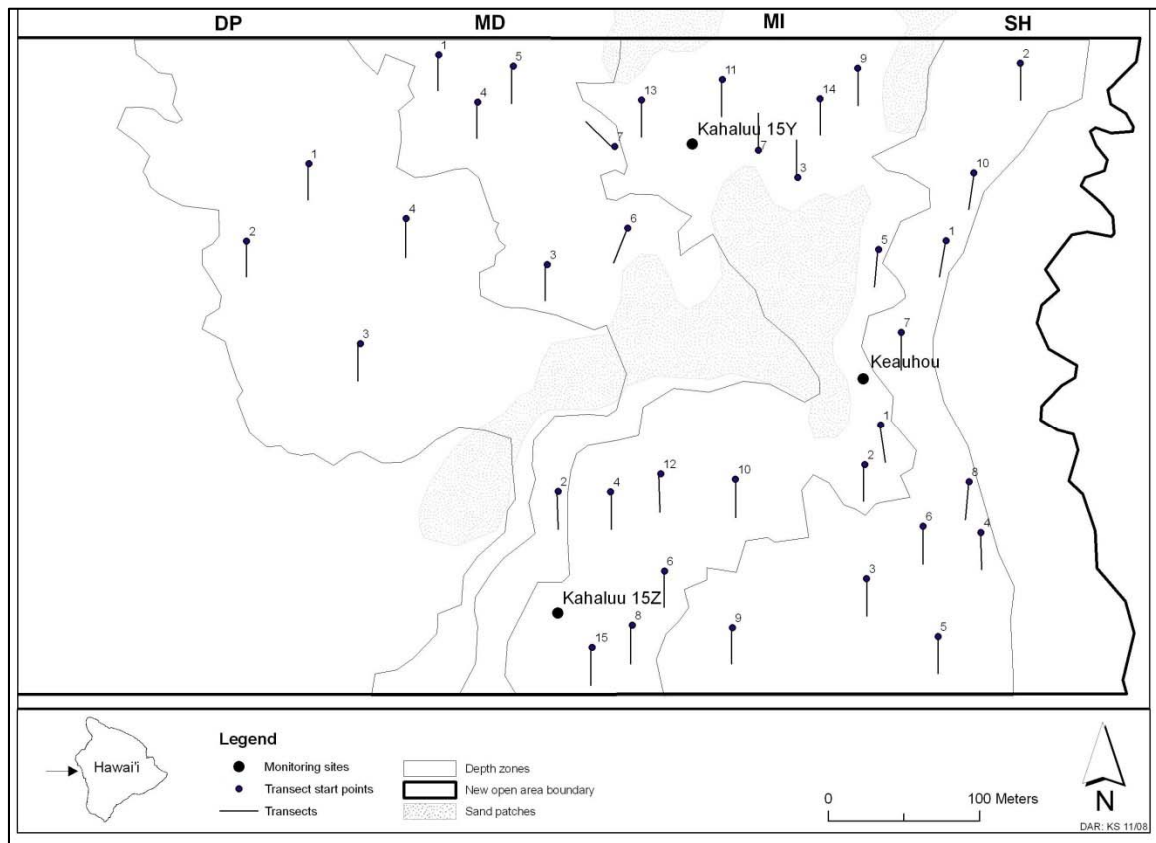 DP MD MI SH
1
5
2
9
11
4
13
14
Kahaluu 15Y
7
7
1
3
10
4
6
2
1
5
3
7
3
Keauhou
1
2
12
10
8
2
4
6
4
6
3
Kahaluu 15Z
8
9
5
15
Hawai'i
Legend
Monitoring sites
Transect start points
Transects
Depth zones
New open area boundary
Sand patches
0 100 Meters
N
DAR: KS 11/08